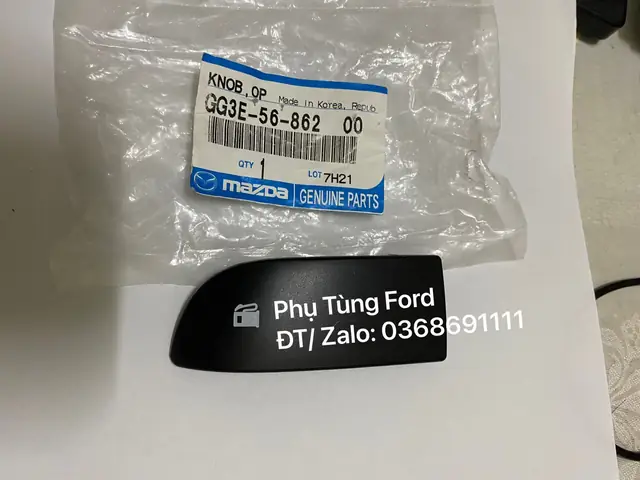 KNOB,OP Made in Korea, Repub
GG3E-56-862 00
QTY 1 LOT 7H21
mazda GENUINE PARTS
Phụ Tùng Ford
ĐT/ Zalo: 0368691111